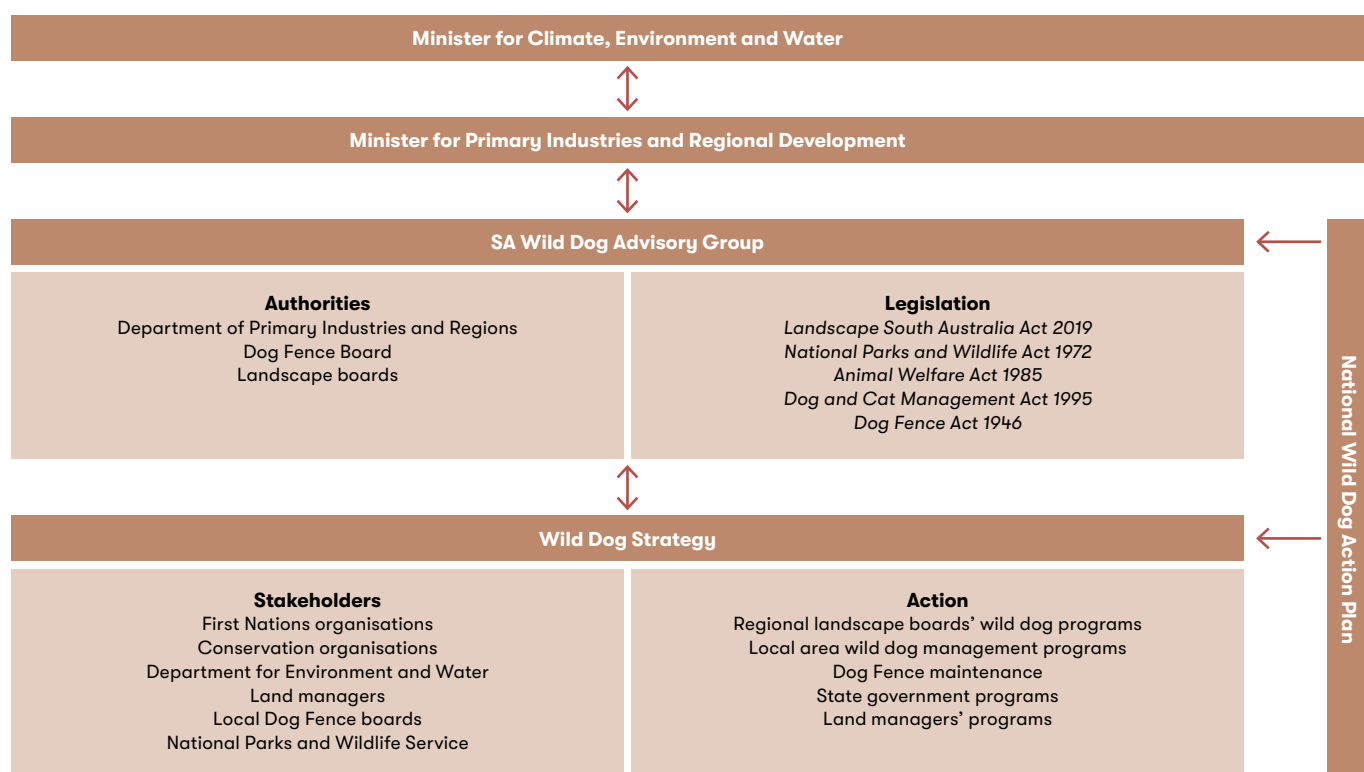 Minister for Climate, Environment and Water
Minister for Primary Industries and Regional Development
SA Wild Dog Advisory Group
Authorities
Department of Primary Industries and Regions
Dog Fence Board
Landscape boards
Legislation
Landscape South Australia Act 2019
National Parks and Wildlife Act 1972
Animal Welfare Act 1985
Dog and Cat Management Act 1995
Dog Fence Act 1946
Wild Dog Strategy
Stakeholders
First Nations organisations
Conservation organisations
Department for Environment and Water
Land managers
Local Dog Fence boards
National Parks and Wildlife Service
Action
Regional landscape boards’ wild dog programs
Local area wild dog management programs
Dog Fence maintenance
State government programs
Land managers’ programs
National Wild Dog Action Plan